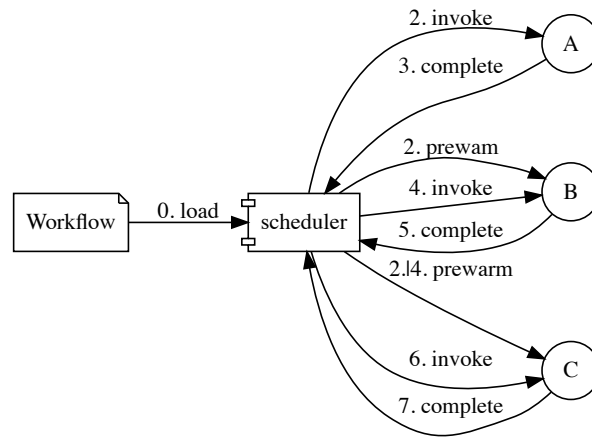 2. invoke
A
3. complete
2. prewam
4. invoke
B
Workflow
0. load
scheduler
5. complete
2.|4. prewarm
6. invoke
C
7. complete